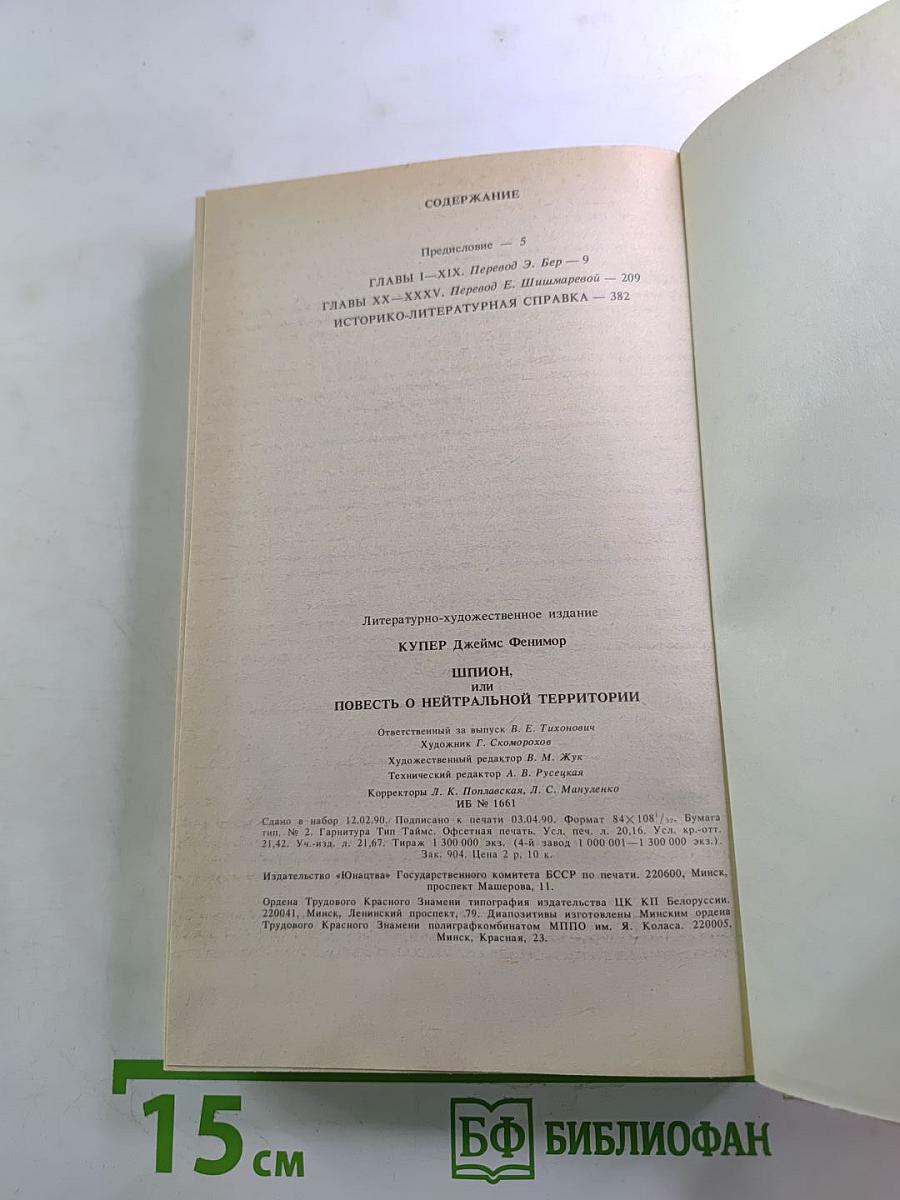 СОДЕРЖАНИЕ
Предисловие — 5
ГЛАВЫ I—XIX. Перевод Э. Бер — 9
ГЛАВЫ XX—XXXV. Перевод Е. Шишмаревой — 209
ИСТОРИКО-ЛИТЕРАТУРНАЯ СПРАВКА — 382
Литературно-художественное издание
КУПЕР Джеймс Фенимор
ШПИОН,
или
ПОВЕСТЬ О НЕЙТРАЛЬНОЙ ТЕРРИТОРИИ
Ответственный за выпуск В. Е. Тихонович
Художник Г. Скоморохов
Художественный редактор В. М. Жук
Технический редактор А. В. Русецкая
Корректоры Л. К. Поплавская, Л. С. Мануленко
ИБ № 1661
Сдано в набор 12.02.90. Подписано к печати 03.04.90. Формат 84×108¹/₃₂. Бумага
тип. № 2. Гарнитура Тип Таймс. Офсетная печать. Усл. печ. л. 20,16. Усл. кр.-отт.
21,42. Уч.-изд. л. 21,67. Тираж 1 300 000 экз. (4-й завод 1 000 001—1 300 000 экз.).
Зак. 904. Цена 2 р. 10 к.
Издательство «Юнацтва» Государственного комитета БССР по печати. 220600, Минск,
проспект Машерова, 11.
Ордена Трудового Красного Знамени типография издательства ЦК КП Белоруссии.
220041, Минск, Ленинский проспект, 79. Диапозитивы изготовлены Минским ордена
Трудового Красного Знамени полиграфкомбинатом МППО им. Я. Коласа. 220005,
Минск, Красная, 23.
15 см
БФ БИБЛИОФАН